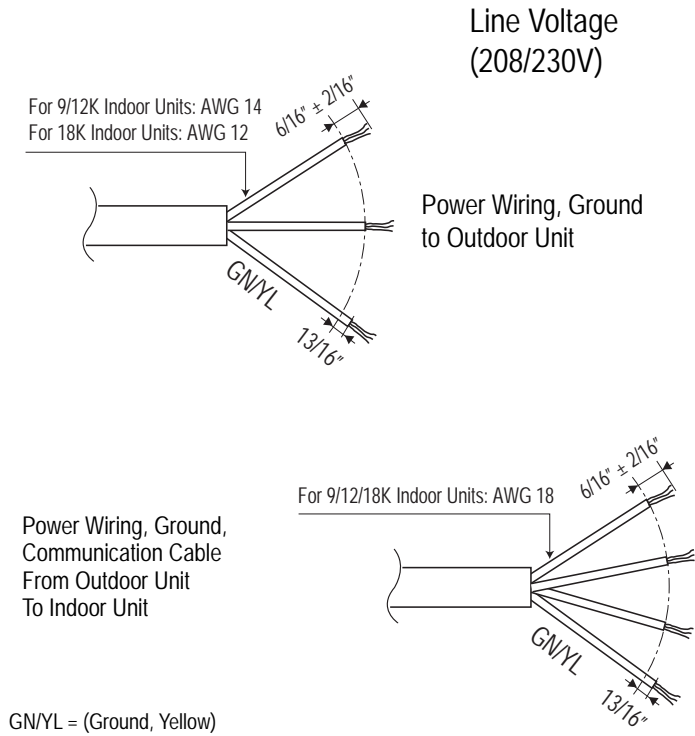 Line Voltage
(208/230V)
For 9/12K Indoor Units: AWG 14
For 18K Indoor Units: AWG 12
6/16" ± 2/16"
Power Wiring, Ground
to Outdoor Unit
GN/YL
13/16"
6/16" ± 2/16"
For 9/12/18K Indoor Units: AWG 18
Power Wiring, Ground,
Communication Cable
From Outdoor Unit
To Indoor Unit
GN/YL
13/16"
GN/YL = (Ground, Yellow)